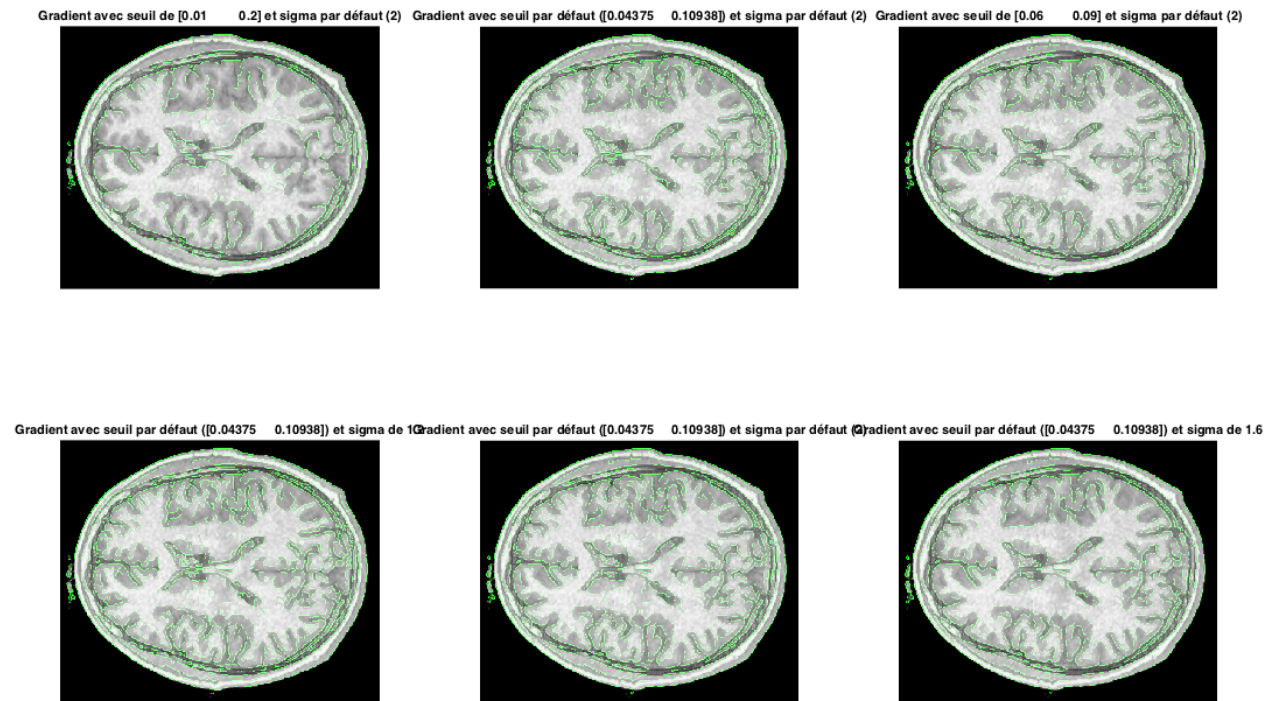 Gradient avec seuil de [0.01 0.2] et sigma par défaut (2)
Gradient avec seuil par défaut ([0.04375 0.10938]) et sigma par défaut (2)
Gradient avec seuil de [0.06 0.09] et sigma par défaut (2)
Gradient avec seuil par défaut ([0.04375 0.10938]) et sigma de
Gradient avec seuil par défaut ([0.04375 0.10938]) et sigma par défaut (2)
Gradient avec seuil par défaut ([0.04375 0.10938]) et sigma de 1.6